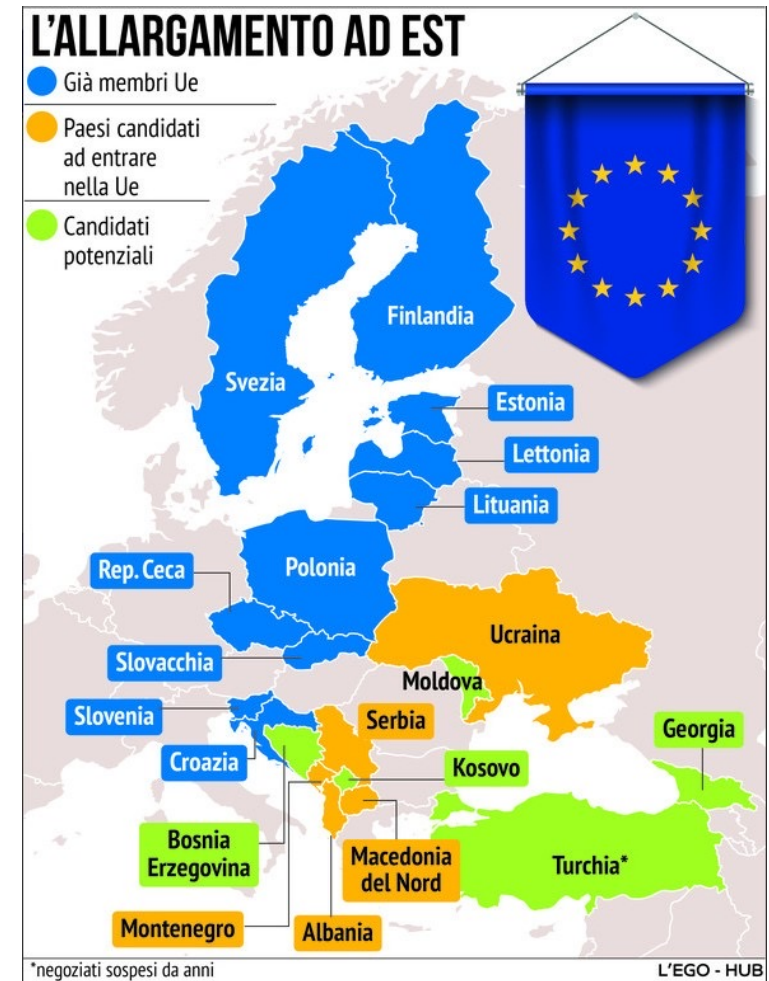 L'ALLARGAMENTO AD EST
Già membri Ue
Paesi candidati
ad entrare
nella Ue
Candidati
potenziali
Finlandia
Svezia
Estonia
Lettonia
Lituania
Rep. Ceca
Polonia
Ucraina
Slovacchia
Moldova
Slovenia
Serbia
Georgia
Croazia
Kosovo
Bosnia
Erzegovina
Macedonia
del Nord
Turchia*
Montenegro
Albania
*negoziati sospesi da anni
L'EGO - HUB